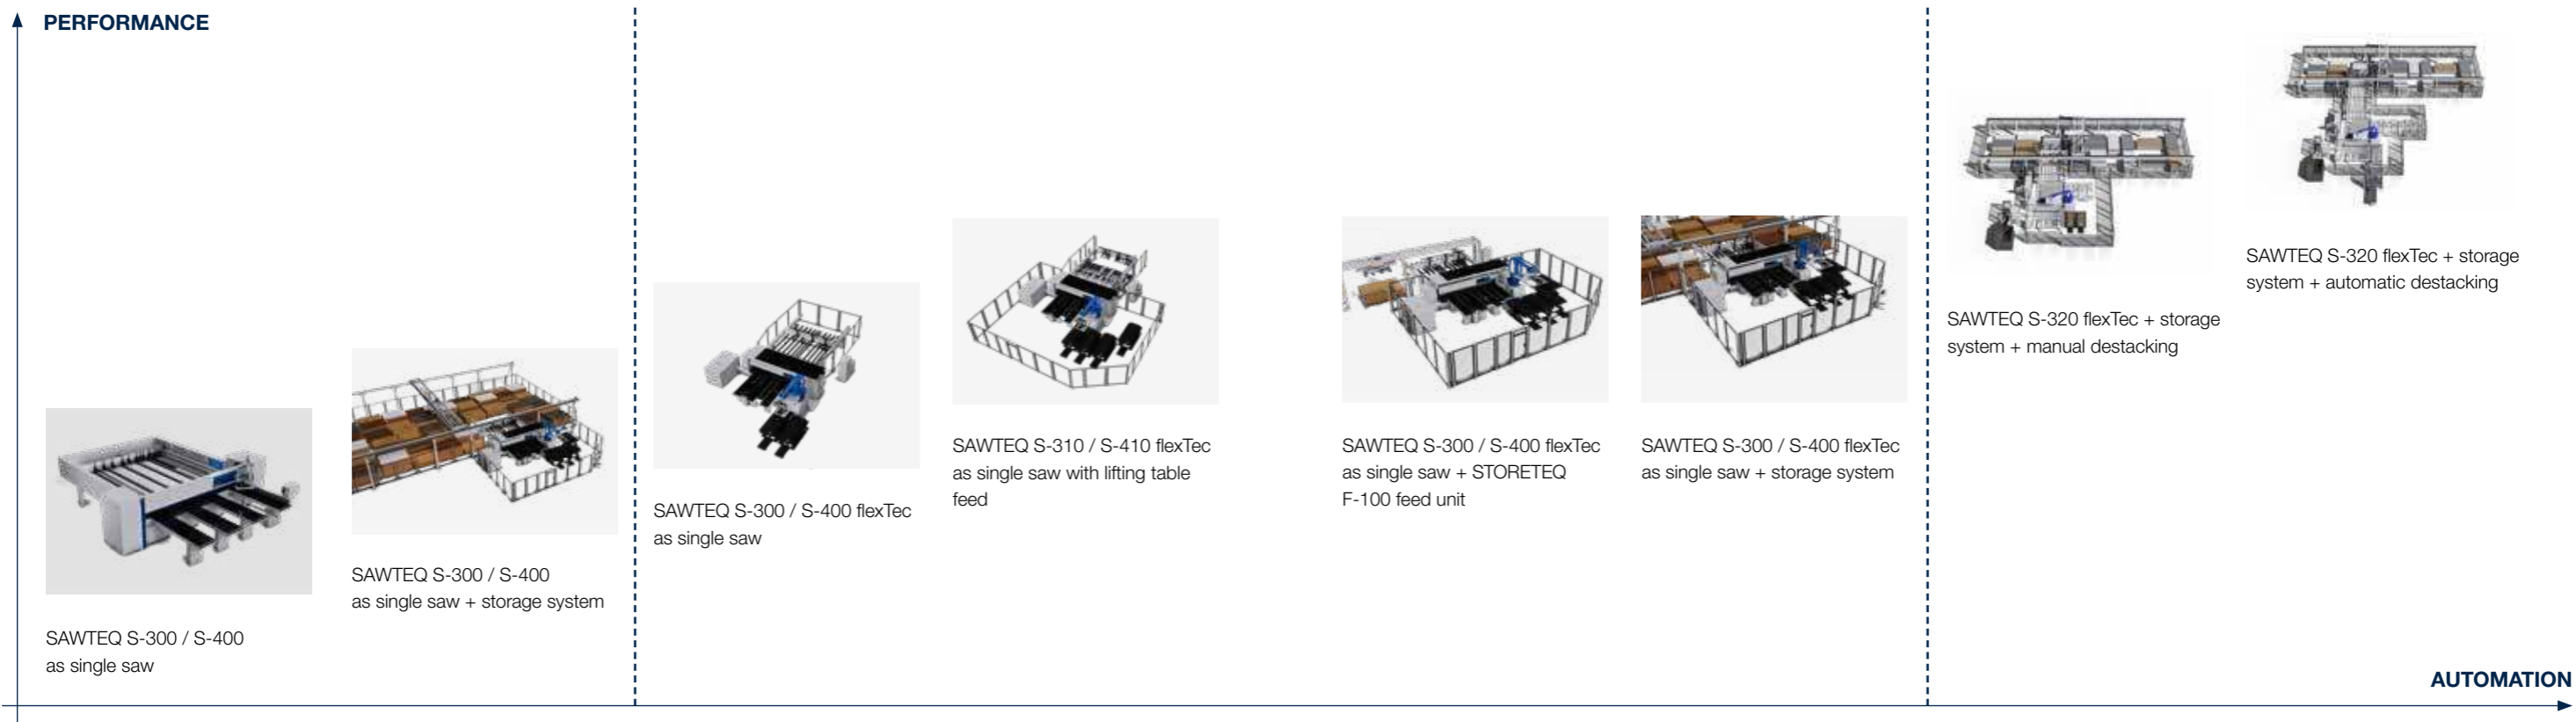 PERFORMANCE
SAWTEQ S-300 / S-400
as single saw
SAWTEQ S-300 / S-400
as single saw + storage system
SAWTEQ S-300 / S-400 flexTec
as single saw
SAWTEQ S-310 / S-410 flexTec
as single saw with lifting table
feed
SAWTEQ S-300 / S-400 flexTec
as single saw + STORETEQ
F-100 feed unit
SAWTEQ S-300 / S-400 flexTec
as single saw + storage system
SAWTEQ S-320 flexTec + storage
system + manual destacking
SAWTEQ S-320 flexTec + storage
system + automatic destacking
AUTOMATION